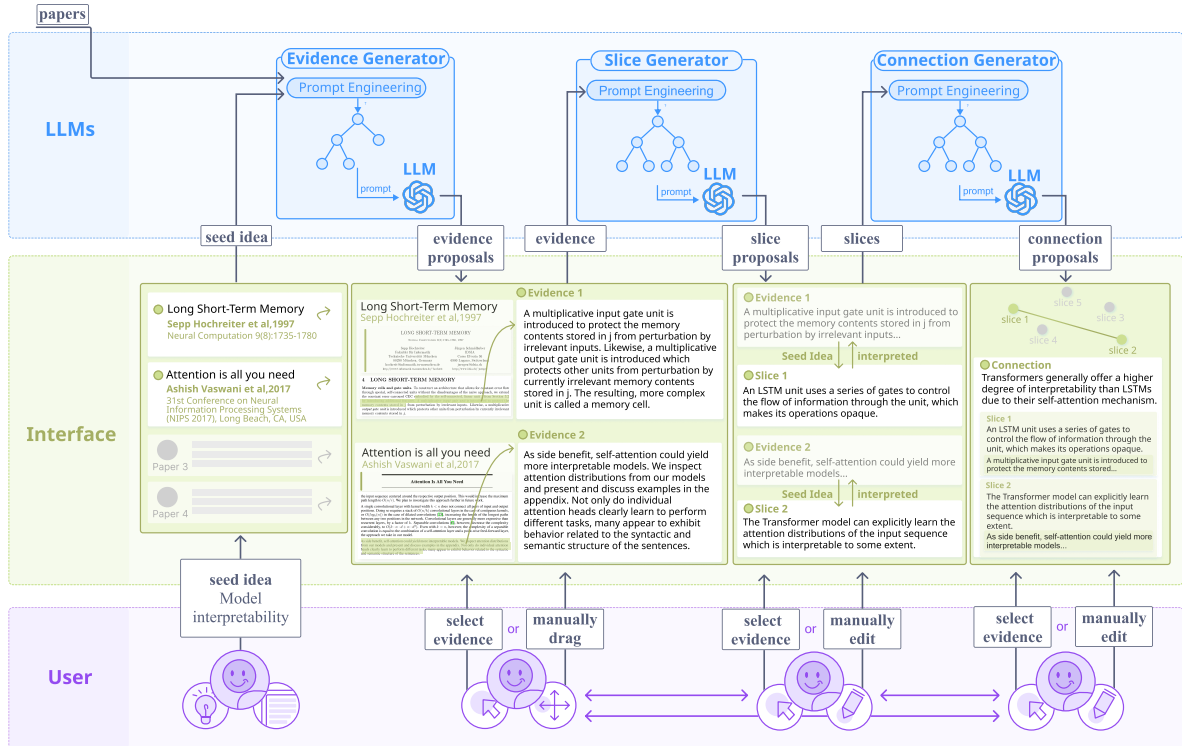 papers
LLMs
Evidence Generator
Prompt Engineering
prompt
LLM
Slice Generator
Prompt Engineering
prompt
LLM
Connection Generator
Prompt Engineering
prompt
LLM
seed idea
evidence
proposals
evidence
slice
proposals
slices
connection
proposals
Interface
Long Short-Term Memory
Sepp Hochreiter et al,1997
Neural Computation 9(8):1735-1780
Attention is all you need
Ashish Vaswani et al,2017
31st Conference on Neural
Information Processing Systems
(NIPS 2017), Long Beach, CA, USA
Paper 3
Paper 4
Long Short-Term Memory
Sepp Hochreiter et al,1997
LONG SHORT-TERM MEMORY
4 LONG SHORT-TERM MEMORY
Evidence 1
A multiplicative input gate unit is
introduced to protect the memory
contents stored in j from perturbation by
irrelevant inputs. Likewise, a multiplicative
output gate unit is introduced which
protects other units from perturbation by
currently irrelevant memory contents
stored in j. The resulting, more complex
unit is called a memory cell.
Attention is all you need
Ashish Vaswani et al,2017
Attention Is All You Need
Evidence 2
As side benefit, self-attention could yield
more interpretable models. We inspect
attention distributions from our models
and present and discuss examples in the
appendix. Not only do individual
attention heads clearly learn to perform
different tasks, many appear to exhibit
behavior related to the syntactic and
semantic structure of the sentences.
Evidence 1
A multiplicative input gate unit is introduced to
protect the memory contents stored in j from
perturbation by irrelevant inputs...
Seed Idea interpreted
Slice 1
An LSTM unit uses a series of gates to control
the flow of information through the unit, which
makes its operations opaque.
Evidence 2
As side benefit, self-attention could yield more
interpretable models...
Seed Idea interpreted
Slice 2
The Transformer model can explicitly learn the
attention distributions of the input sequence
which is interpretable to some extent.
slice 5
slice 1
slice 3
slice 4
slice 2
Connection
Transformers generally offer a higher
degree of interpretability than LSTMs
due to their self-attention mechanism.
Slice 1
An LSTM unit uses a series of gates to
control the flow of information through the
unit, which makes its operations opaque.
A multiplicative input gate unit is introduced to
protect the memory contents stored...
Slice 2
The Transformer model can explicitly learn
the attention distributions of the input
sequence which is interpretable to some
extent.
As side benefit, self-attention could yield more
interpretable models...
User
seed idea
Model
interpretability
select
evidence
or
manually
drag
select
evidence
or
manually
edit
select
evidence
or
manually
edit